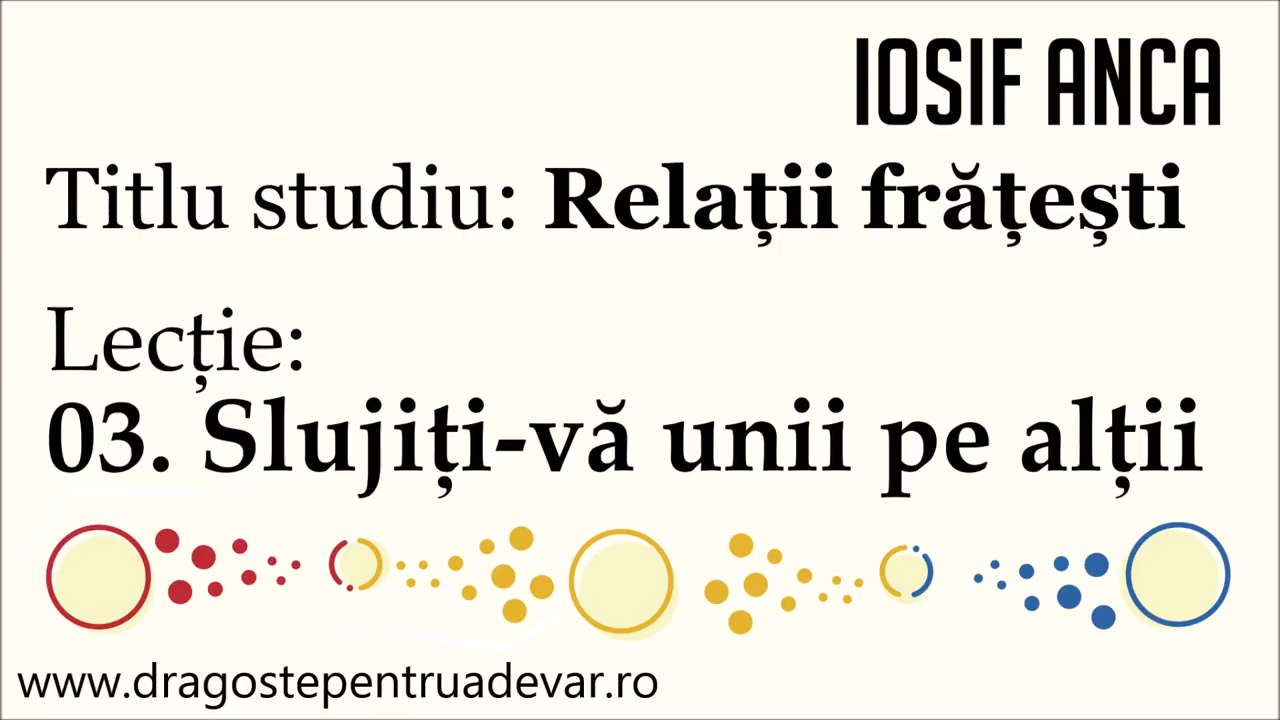 IOSIF ANCA
Titlu studiu: Relații frățești
Lecție:
03. Slujiți-vă unii pe alții
www.dragostepentruadevar.ro